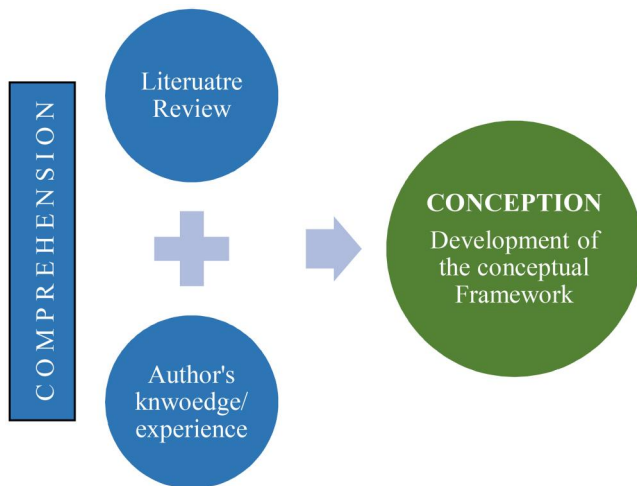 COMPREHENSION
Literuatre
Review
Author's
knwoedge/
experience
CONCEPTION
Development of
the conceptual
Framework